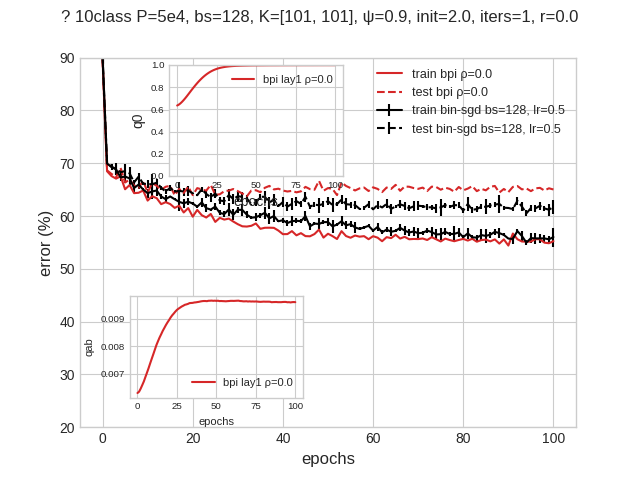 ? 10class P=5e4, bs=128, K=[101, 101], ψ=0.9, init=2.0, iters=1, r=0.0
90
80
70
60
50
40
30
20
error (%)
0
20
40
60
80
100
epochs
train bpi ρ=0.0
test bpi ρ=0.0
train bin-sgd bs=128, lr=0.5
test bin-sgd bs=128, lr=0.5
1.0
0.8
0.6
0.4
0.2
0.0
q0
bpi lay1 ρ=0.0
0
25
50
75
100
epochs
0.009
0.008
0.007
qab
bpi lay1 ρ=0.0
0
25
50
75
100
epochs